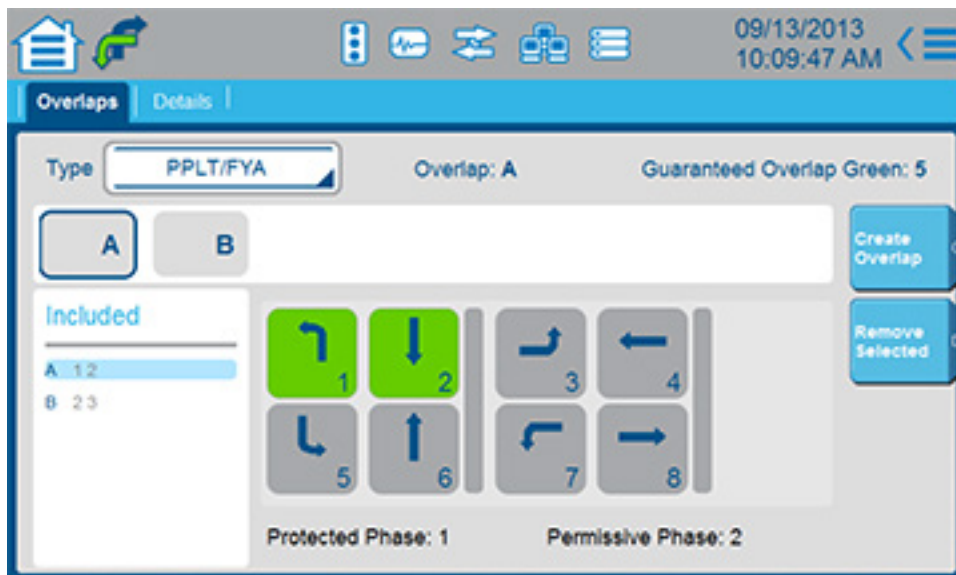 09/13/2013
10:09:47 AM
Overlaps Details
Type PPLT/FYA Overlap: A Guaranteed Overlap Green: 5
A B
Create
Overlap
Included
A 1 2
B 2 3
1 2 3 4
Remove
Selected
5 6 7 8
Protected Phase: 1 Permissive Phase: 2